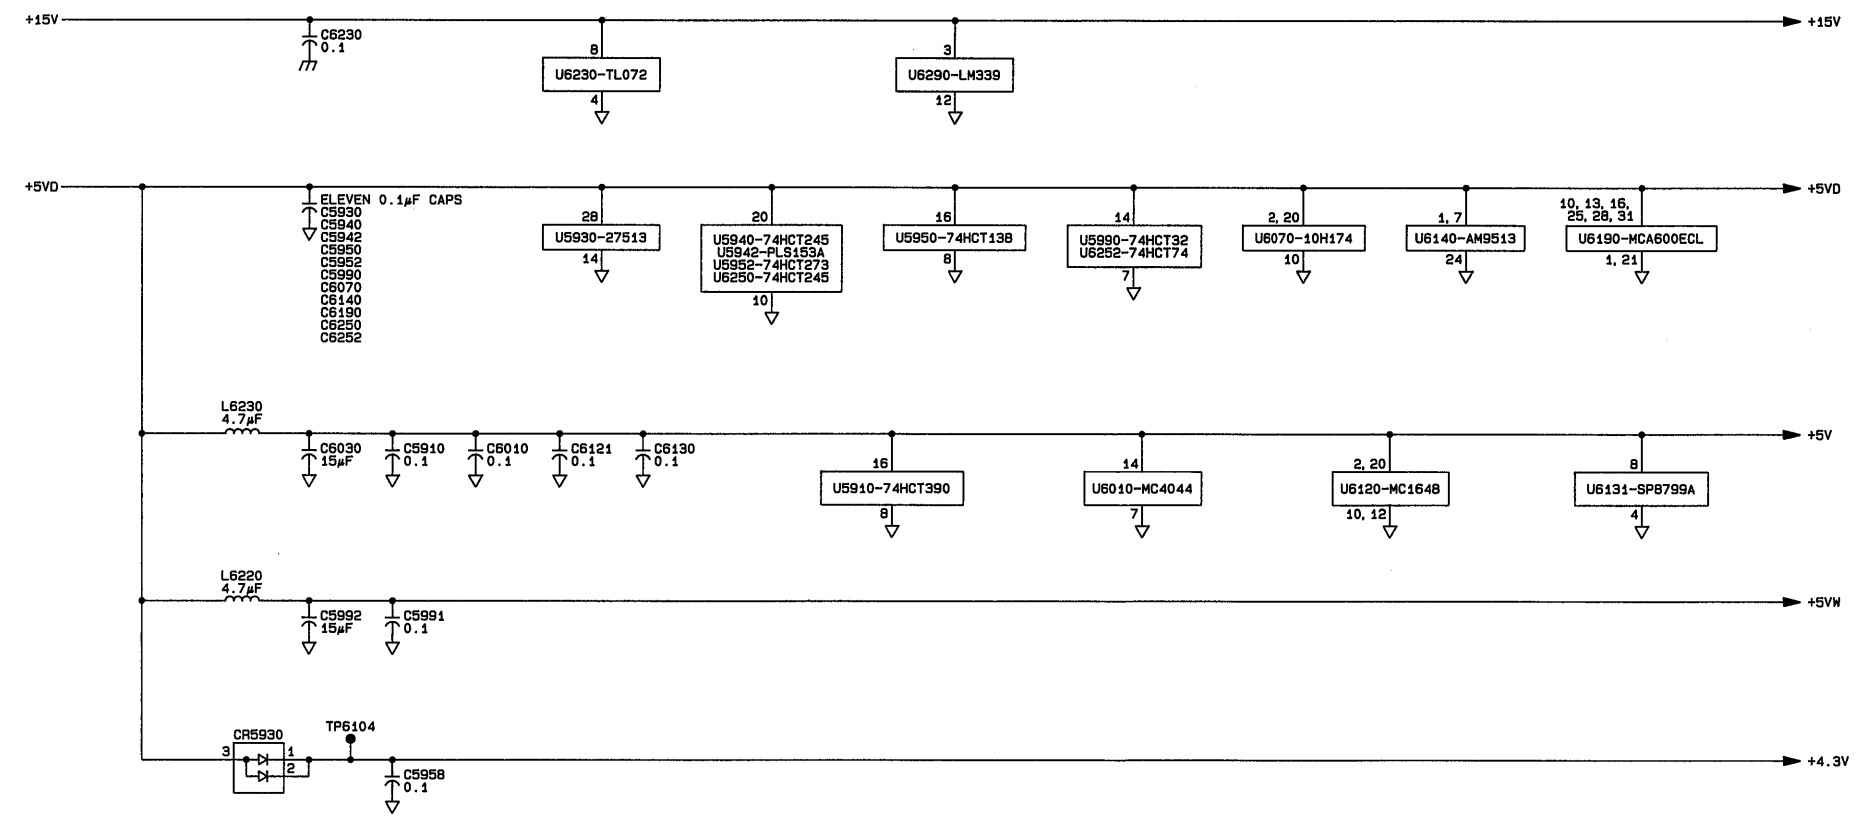 +15V
C6230
0.1
8
U6230-TL072
4
3
U6290-LM339
12
+15V
+5VD
ELEVEN 0.1µF CAPS
C5930
C5940
C5942
C5950
C5952
C5990
C6070
C6140
C6190
C6250
C6252
28
U5930-27513
14
20
U5940-74HCT245
U5942-PLS153A
U5952-74HCT273
U6250-74HCT245
10
16
U5950-74HCT138
8
14
U5990-74HCT32
U6252-74HCT74
7
2, 20
U6070-10H174
10
1, 7
U6140-AM9513
24
10, 13, 16,
25, 28, 31
U6190-MCA600ECL
1, 21
+5VD
L6230
4.7µF
C6030
15µF
C5910
0.1
C6010
0.1
C6121
0.1
C6130
0.1
16
U5910-74HCT390
8
14
U6010-MC4044
7
2, 20
U6120-MC1648
10, 12
8
U6131-SP8799A
4
+5V
L6220
4.7µF
C5992
15µF
C5991
0.1
+5VW
CR5930
3
1
2
TP6104
C5958
0.1
+4.3V